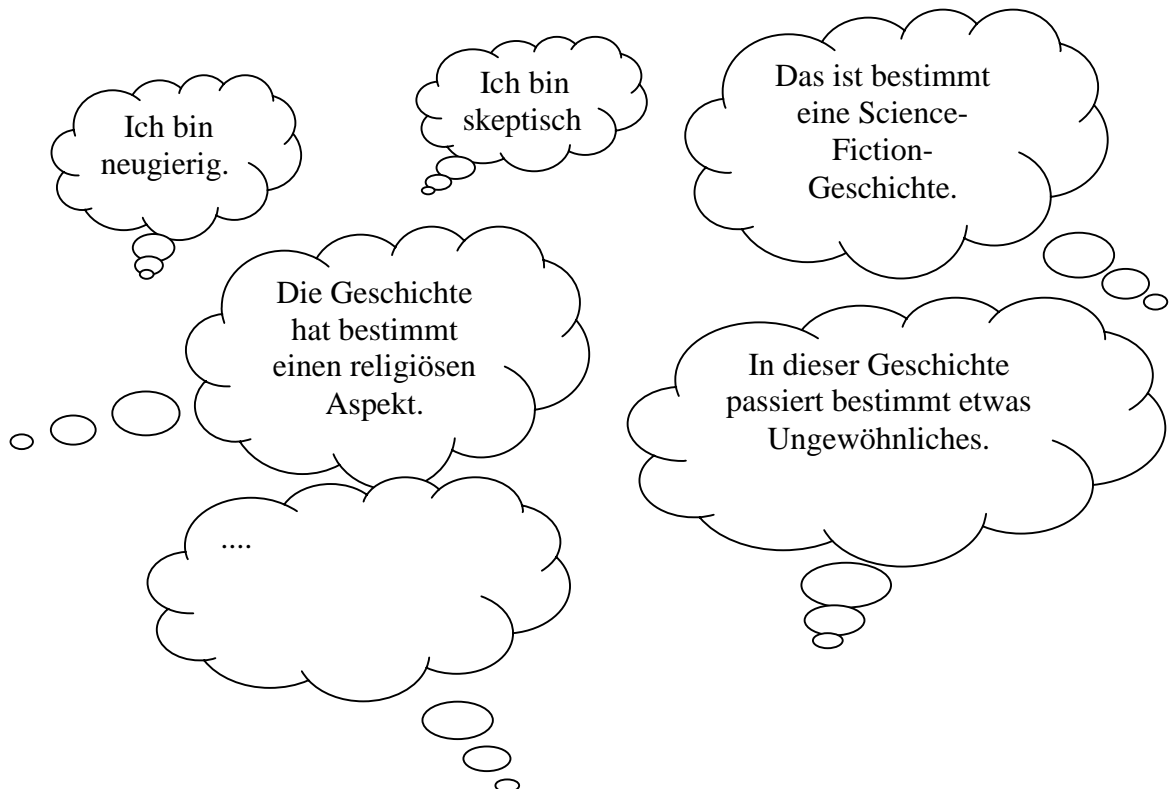 Ich bin
neugierig.
Ich bin
skeptisch
Das ist bestimmt
eine Science-
Fiction-
Geschichte.
Die Geschichte
hat bestimmt
einen religiösen
Aspekt.
In dieser Geschichte
passiert bestimmt etwas
Ungewöhnliches.
....